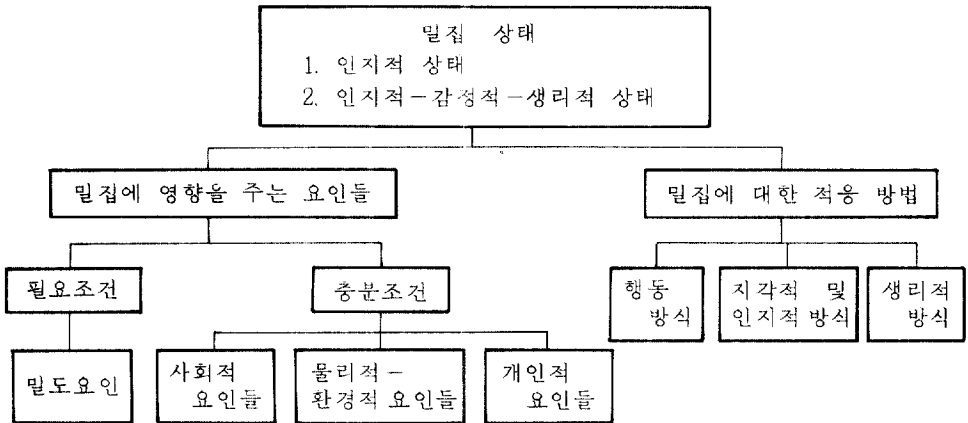 밀집 상태
1. 인지적 상태
2. 인지적-감정적-생리적 상태
밀집에 영향을 주는 요인들
밀집에 대한 적응 방법
필요조건
충분조건
행동
방식
지각적 및
인지적 방식
생리적
방식
밀도요인
사회적
요인들
물리적-
환경적 요인들
개인적
요인들